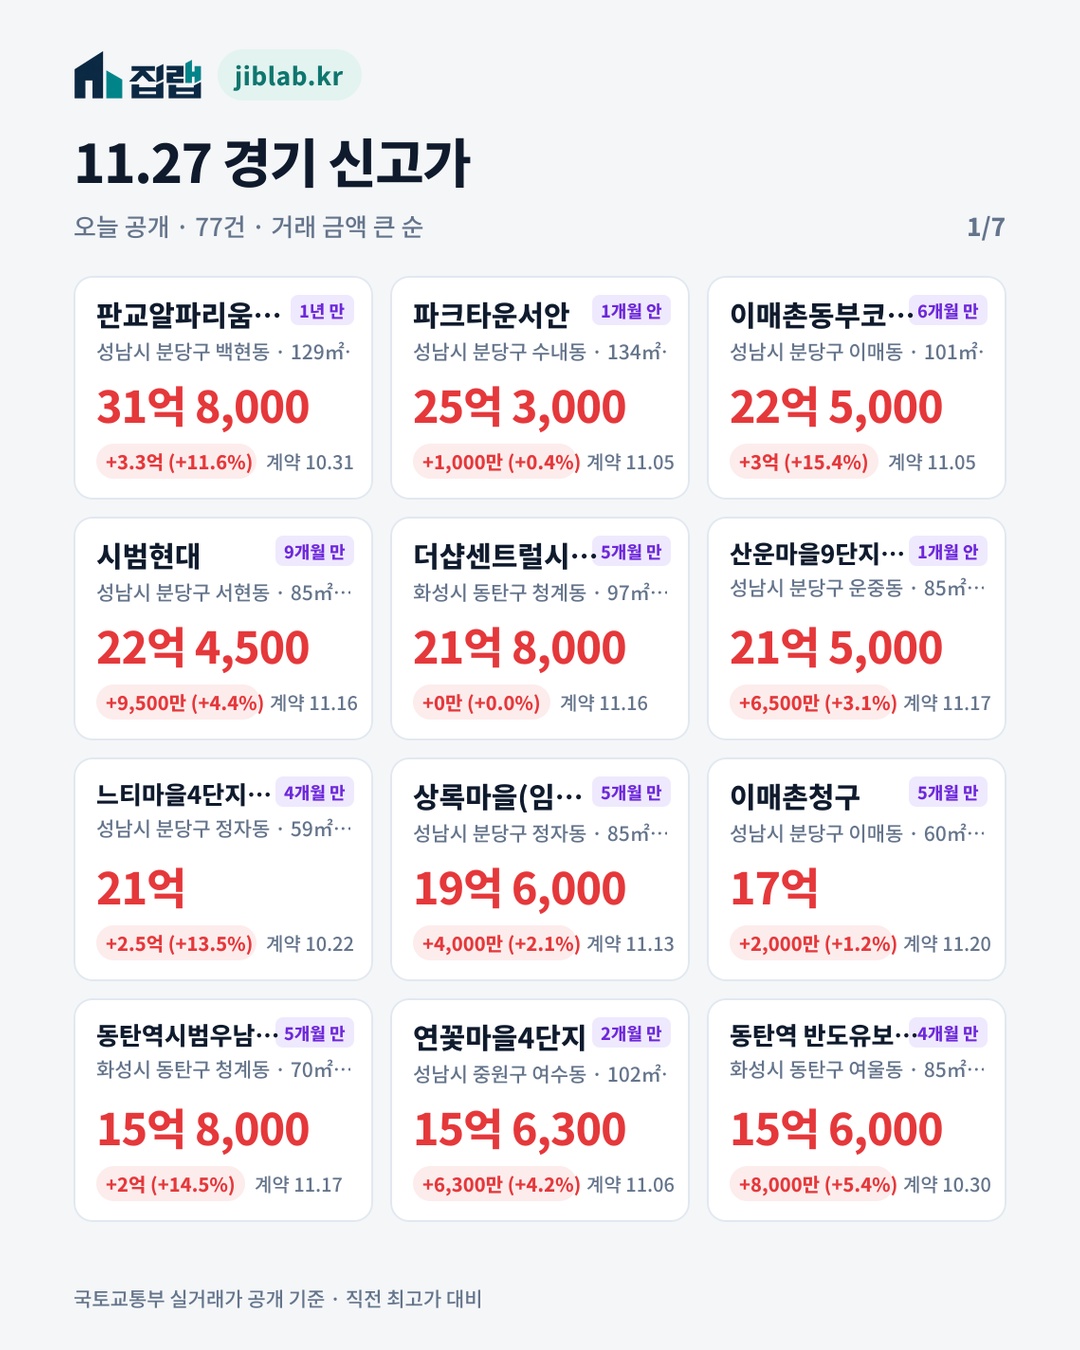 집랩 jiblab.kr
11.27 경기 신고가
오늘 공개 · 77건 · 거래 금액 큰 순 1/7
판교알파리움… 1년 만
성남시 분당구 백현동 · 129㎡·
31억 8,000
+3.3억 (+11.6%) 계약 10.31
파크타운서안 1개월 안
성남시 분당구 수내동 · 134㎡·
25억 3,000
+1,000만 (+0.4%) 계약 11.05
이매촌동부코… 6개월 만
성남시 분당구 이매동 · 101㎡·
22억 5,000
+3억 (+15.4%) 계약 11.05
시범현대 9개월 만
성남시 분당구 서현동 · 85㎡…
22억 4,500
+9,500만 (+4.4%) 계약 11.16
더샵센트럴시… 5개월 만
화성시 동탄구 청계동 · 97㎡…
21억 8,000
+0만 (+0.0%) 계약 11.16
산운마을9단지… 1개월 안
성남시 분당구 운중동 · 85㎡…
21억 5,000
+6,500만 (+3.1%) 계약 11.17
느티마을4단지… 4개월 만
성남시 분당구 정자동 · 59㎡…
21억
+2.5억 (+13.5%) 계약 10.22
상록마을(임… 5개월 만
성남시 분당구 정자동 · 85㎡…
19억 6,000
+4,000만 (+2.1%) 계약 11.13
이매촌청구 5개월 만
성남시 분당구 이매동 · 60㎡…
17억
+2,000만 (+1.2%) 계약 11.20
동탄역시범우남… 5개월 만
화성시 동탄구 청계동 · 70㎡…
15억 8,000
+2억 (+14.5%) 계약 11.17
연꽃마을4단지 2개월 만
성남시 중원구 여수동 · 102㎡·
15억 6,300
+6,300만 (+4.2%) 계약 11.06
동탄역 반도유보… 4개월 만
화성시 동탄구 여울동 · 85㎡…
15억 6,000
+8,000만 (+5.4%) 계약 10.30
국토교통부 실거래가 공개 기준 · 직전 최고가 대비